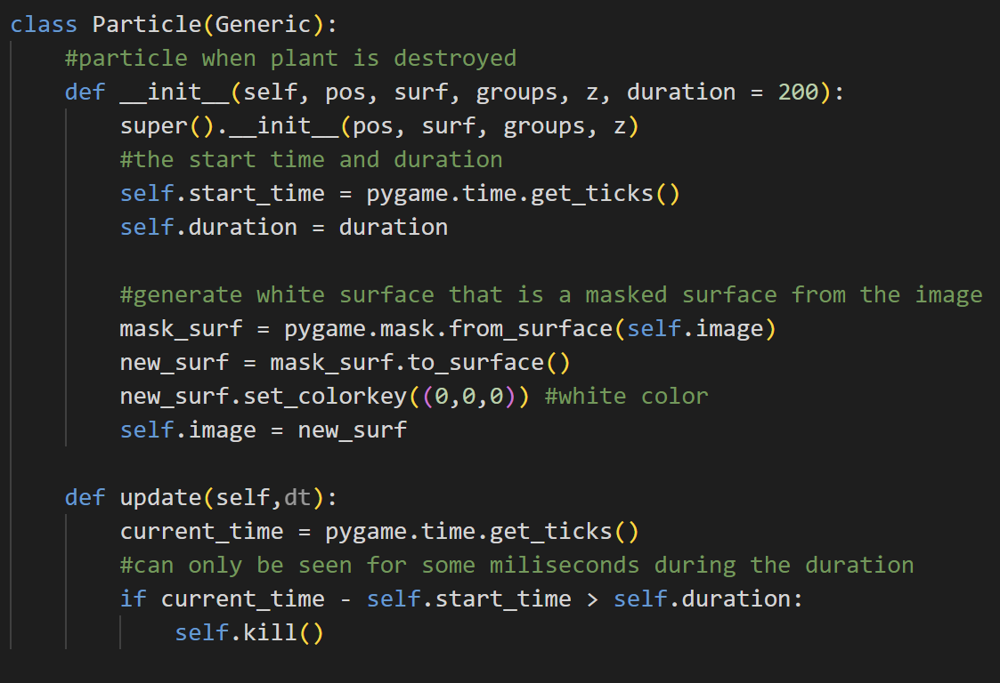 class Particle(Generic):
    #particle when plant is destroyed
    def __init__(self, pos, surf, groups, z, duration = 200):
        super().__init__(pos, surf, groups, z)
        #the start time and duration
        self.start_time = pygame.time.get_ticks()
        self.duration = duration

        #generate white surface that is a masked surface from the image
        mask_surf = pygame.mask.from_surface(self.image)
        new_surf = mask_surf.to_surface()
        new_surf.set_colorkey((0,0,0)) #white color
        self.image = new_surf

    def update(self,dt):
        current_time = pygame.time.get_ticks()
        #can only be seen for some miliseconds during the duration
        if current_time - self.start_time > self.duration:
            self.kill()